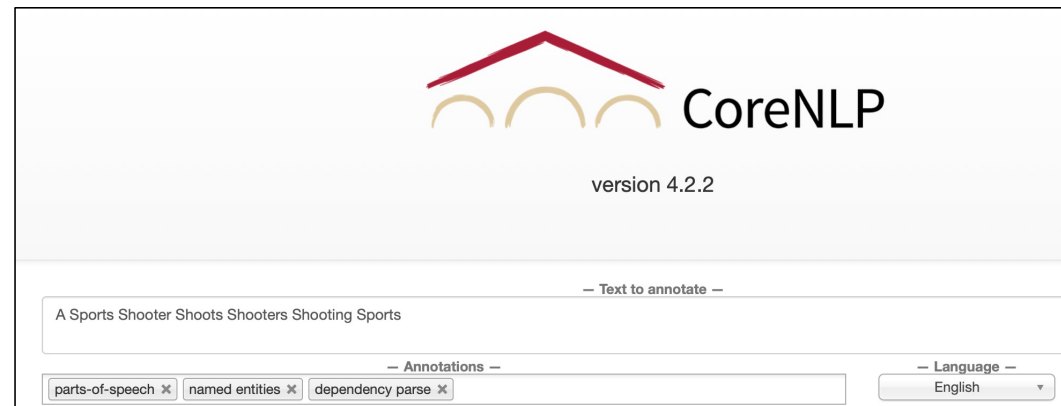 CoreNLP
version 4.2.2
— Text to annotate —
A Sports Shooter Shoots Shooters Shooting Sports
— Annotations —
parts-of-speech × named entities × dependency parse ×
— Language —
English